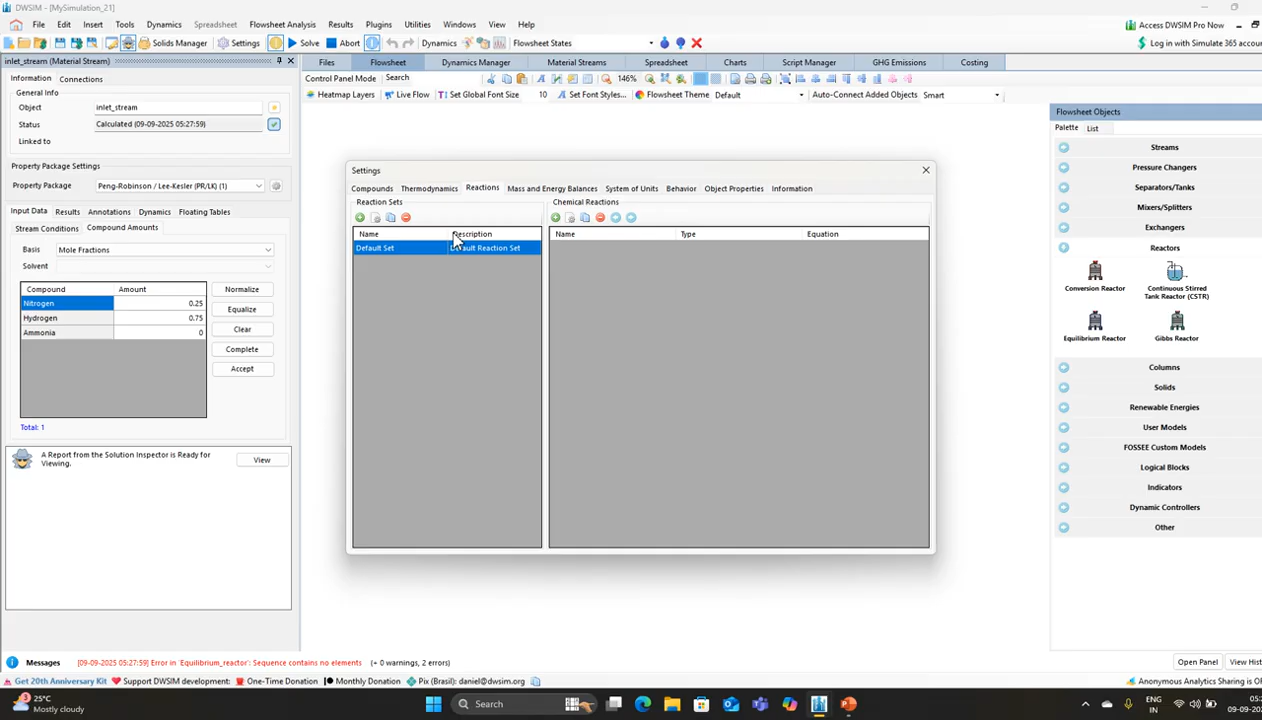 DWSIM - [MySimulation_21]
File Edit Insert Tools Dynamics Spreadsheet Flowsheet Analysis Results Plugins Utilities Windows View Help
Access DWSIM Pro Now
Solids Manager Settings Solve Abort Dynamics Flowsheet States
Log in with Simulate 365 accou
inlet_stream (Material Stream)
Files Flowsheet Dynamics Manager Material Streams Spreadsheet Charts Script Manager GHG Emissions Costing
Information Connections
Control Panel Mode Search 146%
General Info
Heatmap Layers Live Flow Set Global Font Size 10 Set Font Styles... Flowsheet Theme Default Auto-Connect Added Objects Smart
Object inlet_stream
Status Calculated (09-09-2025 05:27:59)
Linked to
Property Package Settings
Property Package Peng-Robinson / Lee-Kesler (PR/LK) (1)
Input Data Results Annotations Dynamics Floating Tables
Stream Conditions Compound Amounts
Basis Mole Fractions
Solvent
Compound Amount
Nitrogen 0.25
Hydrogen 0.75
Ammonia 0
Normalize
Equalize
Clear
Complete
Accept
Total: 1
A Report from the Solution Inspector is Ready for
Viewing.
View
Settings
Compounds Thermodynamics Reactions Mass and Energy Balances System of Units Behavior Object Properties Information
Reaction Sets
Name
Default Set Default Reaction Set
Chemical Reactions
Name Type Equation
Flowsheet Objects
Palette List
Streams
Pressure Changers
Separators/Tanks
Mixers/Splitters
Exchangers
Reactors
Conversion Reactor
Continuous Stirred
Tank Reactor (CSTR)
Equilibrium Reactor
Gibbs Reactor
Columns
Solids
Renewable Energies
User Models
FOSSEE Custom Models
Logical Blocks
Indicators
Dynamic Controllers
Other
Messages [09-09-2025 05:27:59] Error in 'Equilibrium_reactor': Sequence contains no elements (+ 0 warnings, 2 errors)
Open Panel View Hist
Get 20th Anniversary Kit Support DWSIM development: One-Time Donation Monthly Donation Pix (Brasil): daniel@dwsim.org
Anonymous Analytics Sharing is O
25°C
Mostly cloudy
Search
ENG
IN
09-09-